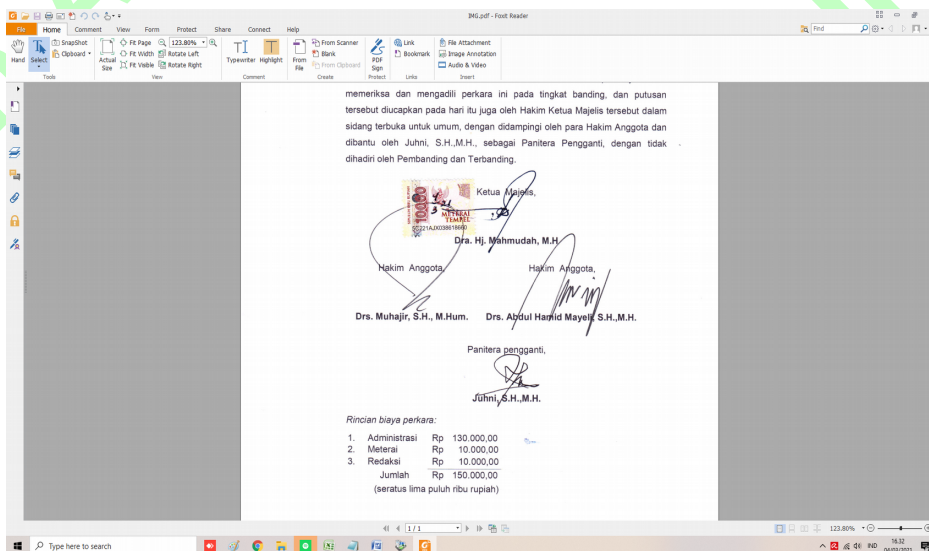 IMG.pdf - Foxit Reader
File Home Comment View Form Protect Share Connect Help
Find
Hand
Select
SnapShot
Clipboard
Actual Size
Fit Page
Fit Width
Fit Visible
123.80%
Rotate Left
Rotate Right
Typewriter
Highlight
From File
From Scanner
Blank
From Clipboard
PDF Sign
Link
Bookmark
File Attachment
Image Annotation
Audio & Video
Tools View Comment Create Protect Links Insert
memeriksa dan mengadili perkara ini pada tingkat banding, dan putusan
tersebut diucapkan pada hari itu juga oleh Hakim Ketua Majelis tersebut dalam
sidang terbuka untuk umum, dengan didampingi oleh para Hakim Anggota dan
dibantu oleh Juhni, S.H.,M.H., sebagai Panitera Pengganti, dengan tidak
dihadiri oleh Pembanding dan Terbanding.
Ketua Majelis,
10000
METERAI
TEMPEL
Dra. Hj. Mahmudah, M.H
Hakim Anggota,
Hakim Anggota,
Drs. Muhajir, S.H., M.Hum.
Drs. Abdul Hamid Mayeli, S.H.,M.H.
Panitera pengganti,
Juhni, S.H.,M.H.
Rincian biaya perkara:
1. Administrasi Rp 130.000,00
2. Meterai Rp 10.000,00
3. Redaksi Rp 10.000,00
Jumlah Rp 150.000,00
(seratus lima puluh ribu rupiah)
1 / 1
123.80%
Type here to search
IND
16.32
04/03/2021